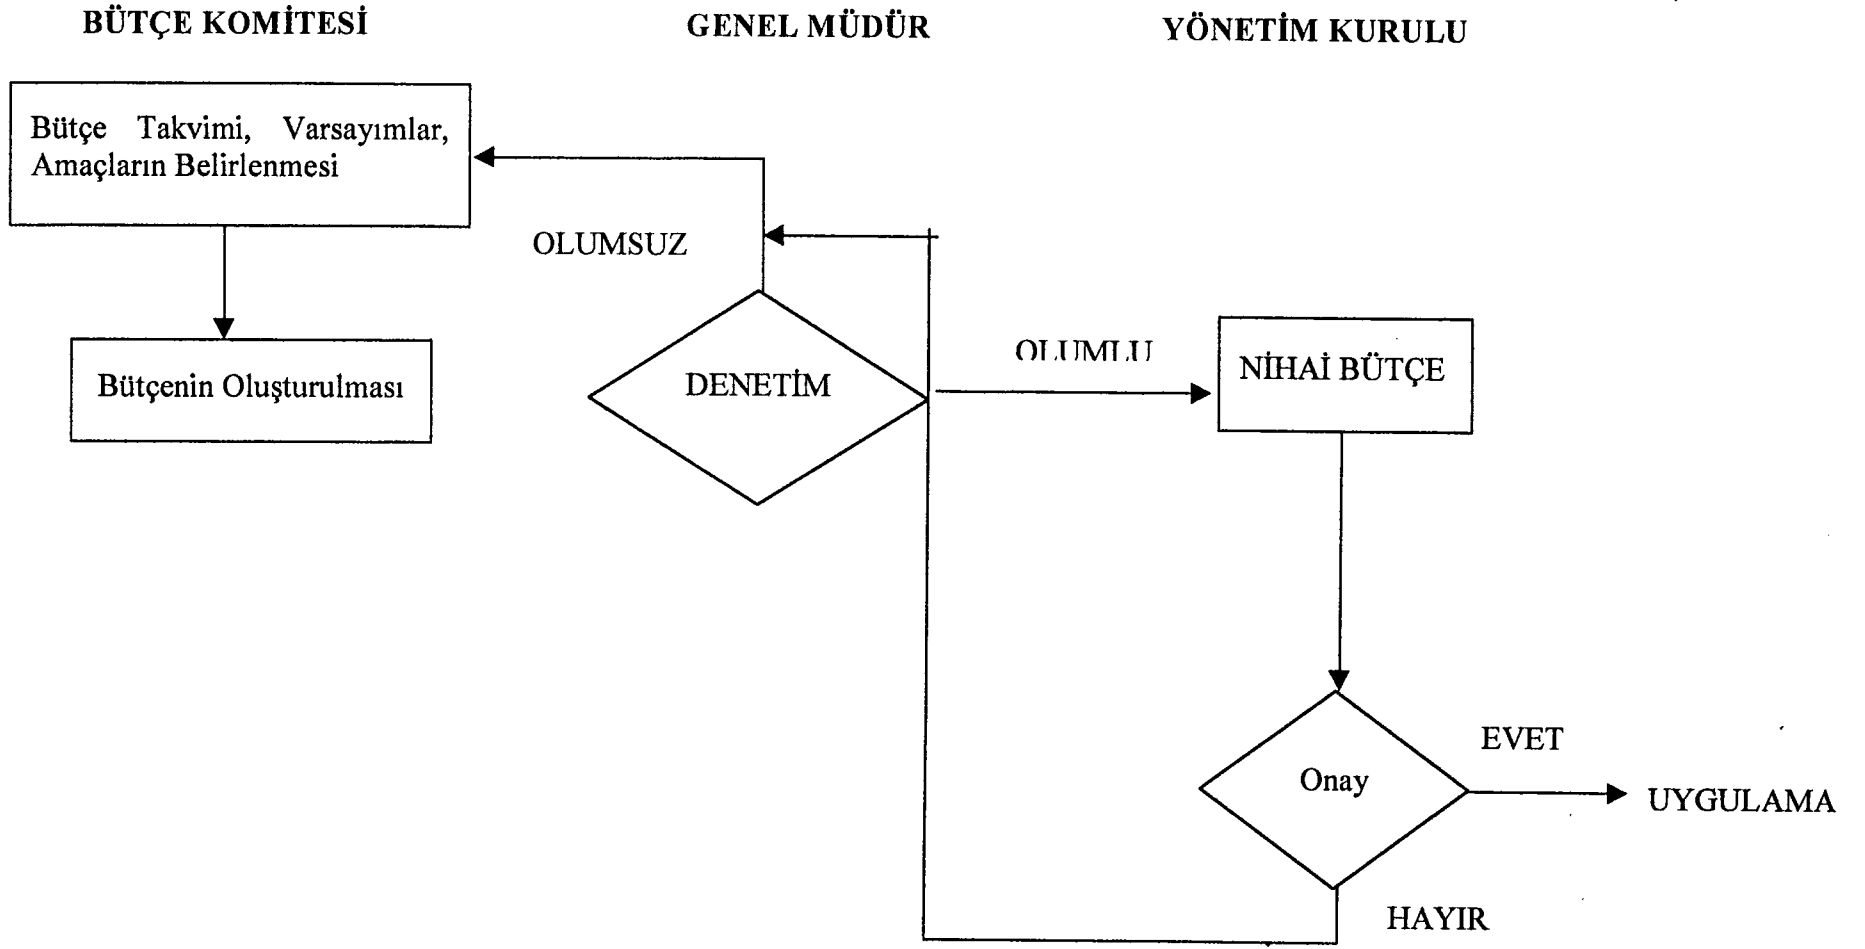 BÜTÇE KOMİTESİ
GENEL MÜDÜR
YÖNETİM KURULU
Bütçe Takvimi, Varsayımlar,
Amaçların Belirlenmesi
OLUMSUZ
Bütçenin Oluşturulması
DENETİM
OLUMLU
NİHAİ BÜTÇE
EVET
Onay
UYGULAMA
HAYIR